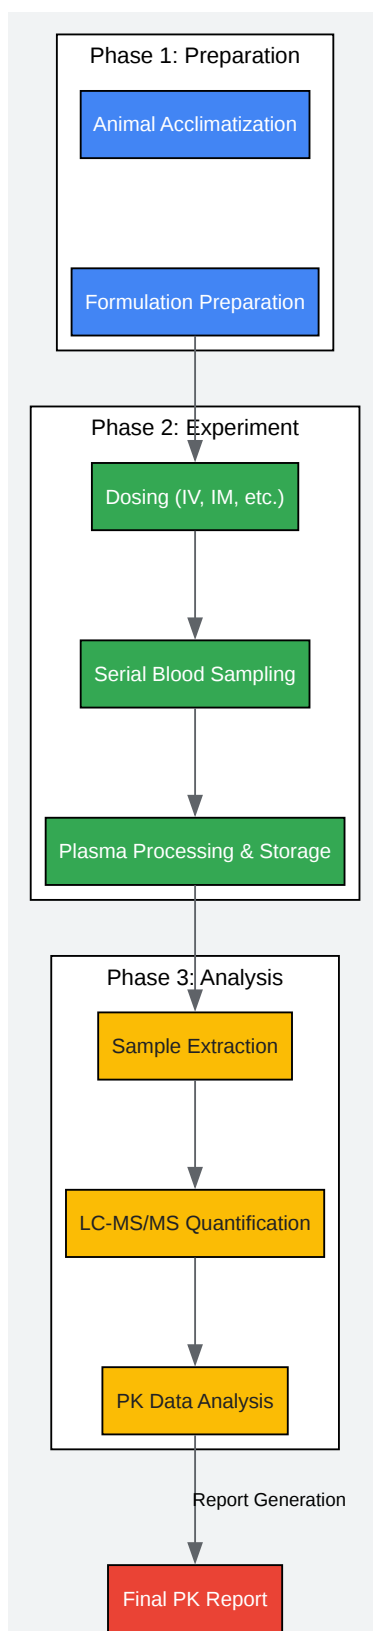 Phase 1: Preparation
Animal Acclimatization
Formulation Preparation
Phase 2: Experiment
Dosing (IV, IM, etc.)
Serial Blood Sampling
Plasma Processing & Storage
Phase 3: Analysis
Sample Extraction
LC-MS/MS Quantification
PK Data Analysis
Report Generation
Final PK Report